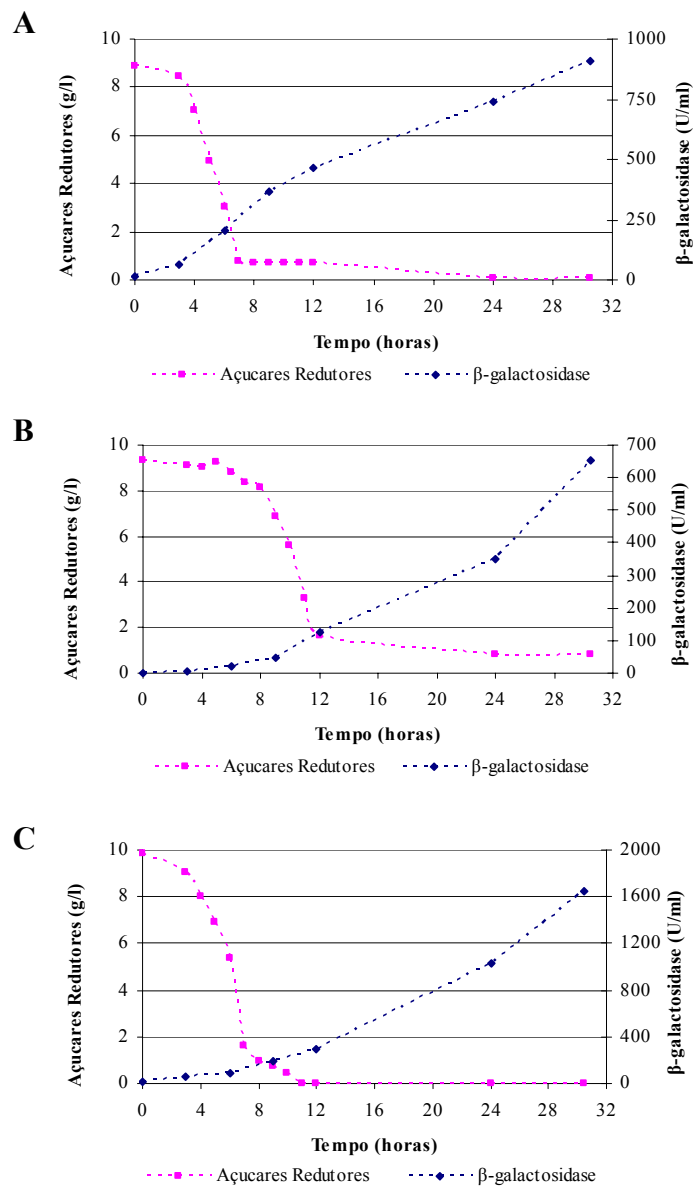 A
Açucares Redutores (g/l)
10
8
6
4
2
0
1000
750
500
250
0
β-galactosidase (U/ml)
0 4 8 12 16 20 24 28 32
Tempo (horas)
Açucares Redutores β-galactosidase
B
Açucares Redutores (g/l)
10
8
6
4
2
0
700
600
500
400
300
200
100
0
β-galactosidase (U/ml)
0 4 8 12 16 20 24 28 32
Tempo (horas)
Açucares Redutores β-galactosidase
C
Açucares Redutores (g/l)
10
8
6
4
2
0
2000
1600
1200
800
400
0
β-galactosidase (U/ml)
0 4 8 12 16 20 24 28 32
Tempo (horas)
Açucares Redutores β-galactosidase